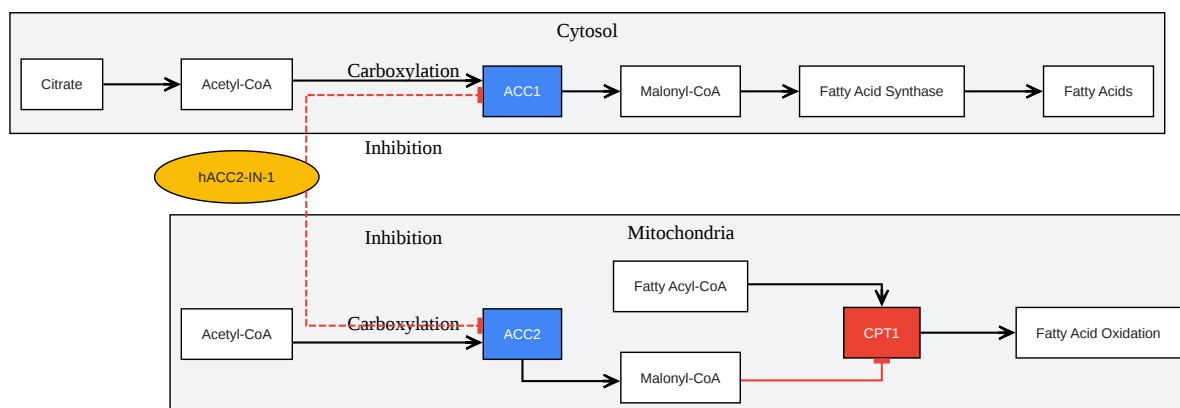 Cytosol
Citrate
Acetyl-CoA
Carboxylation
ACC1
Malonyl-CoA
Fatty Acid Synthase
Fatty Acids
Inhibition
hACC2-IN-1
Inhibition
Mitochondria
Fatty Acyl-CoA
Acetyl-CoA
Carboxylation
ACC2
CPT1
Fatty Acid Oxidation
Malonyl-CoA